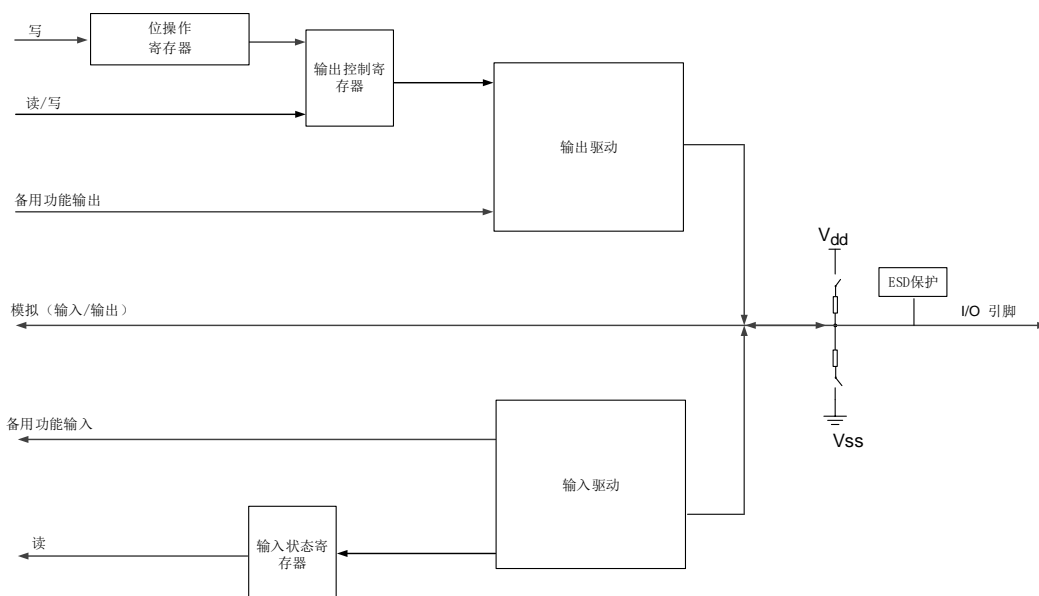 写
位操作
寄存器
输出控制寄
存器
读/写
输出驱动
备用功能输出
Vdd
ESD保护
模拟（输入/输出）
I/O 引脚
备用功能输入
Vss
输入驱动
读
输入状态寄
存器